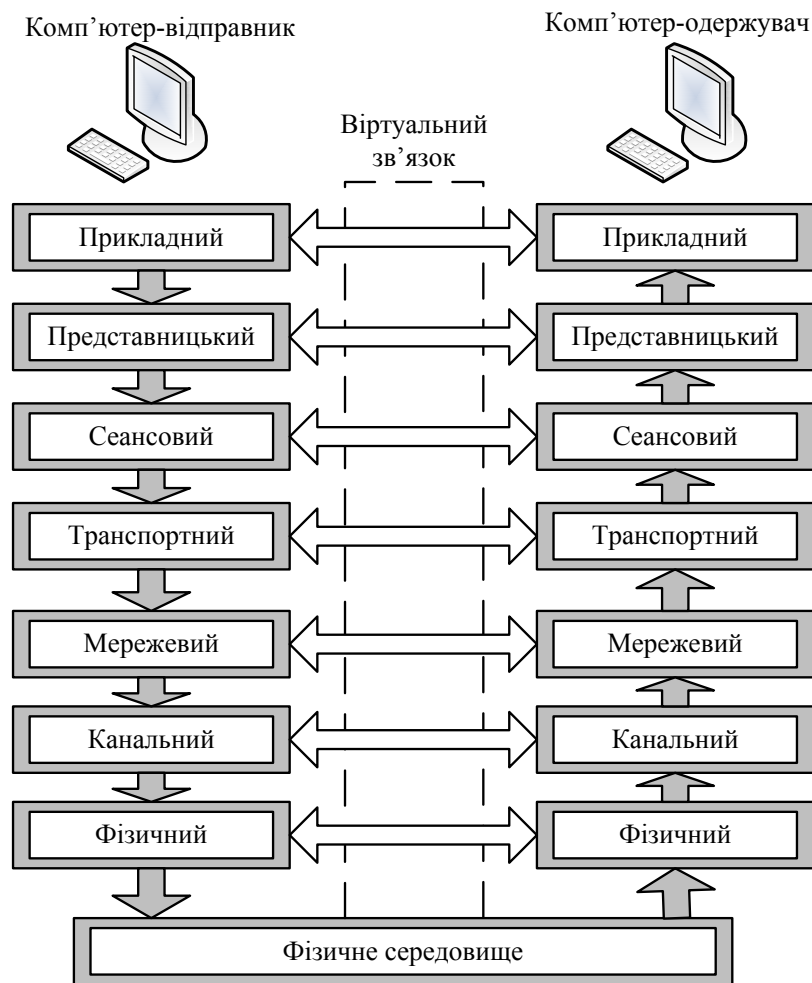 Комп’ютер-відправник
Комп’ютер-одержувач
Віртуальний
зв’язок
Прикладний
Прикладний
Представницький
Представницький
Сеансовий
Сеансовий
Транспортний
Транспортний
Мережевий
Мережевий
Канальний
Канальний
Фізичний
Фізичний
Фізичне середовище